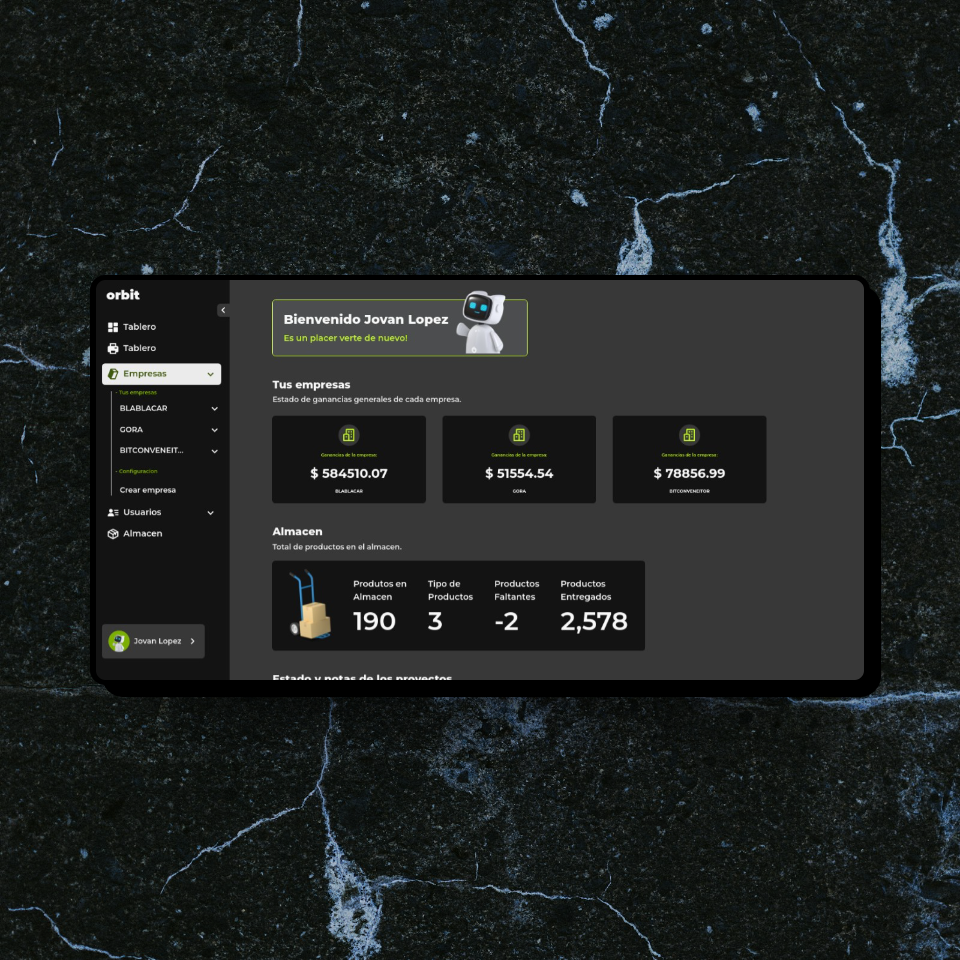 orbit
Tablero
Tablero
Empresas
- Tus empresas
BLABLACAR
GORA
BITCONVENEIT...
- Configuracion
Crear empresa
Usuarios
Almacen
Jovan Lopez
Bienvenido Jovan Lopez
Es un placer verte de nuevo!
Tus empresas
Estado de ganancias generales de cada empresa.
Ganancias de la empresa:
$ 584510.07
BLABLACAR
Ganancias de la empresa:
$ 51554.54
GORA
Ganancias de la empresa:
$ 78856.99
BITCONVENEITOR
Almacen
Total de productos en el almacen.
Produtos en
Almacen
190
Tipo de
Productos
3
Productos
Faltantes
-2
Productos
Entregados
2,578
Estado y notas de los proyectos